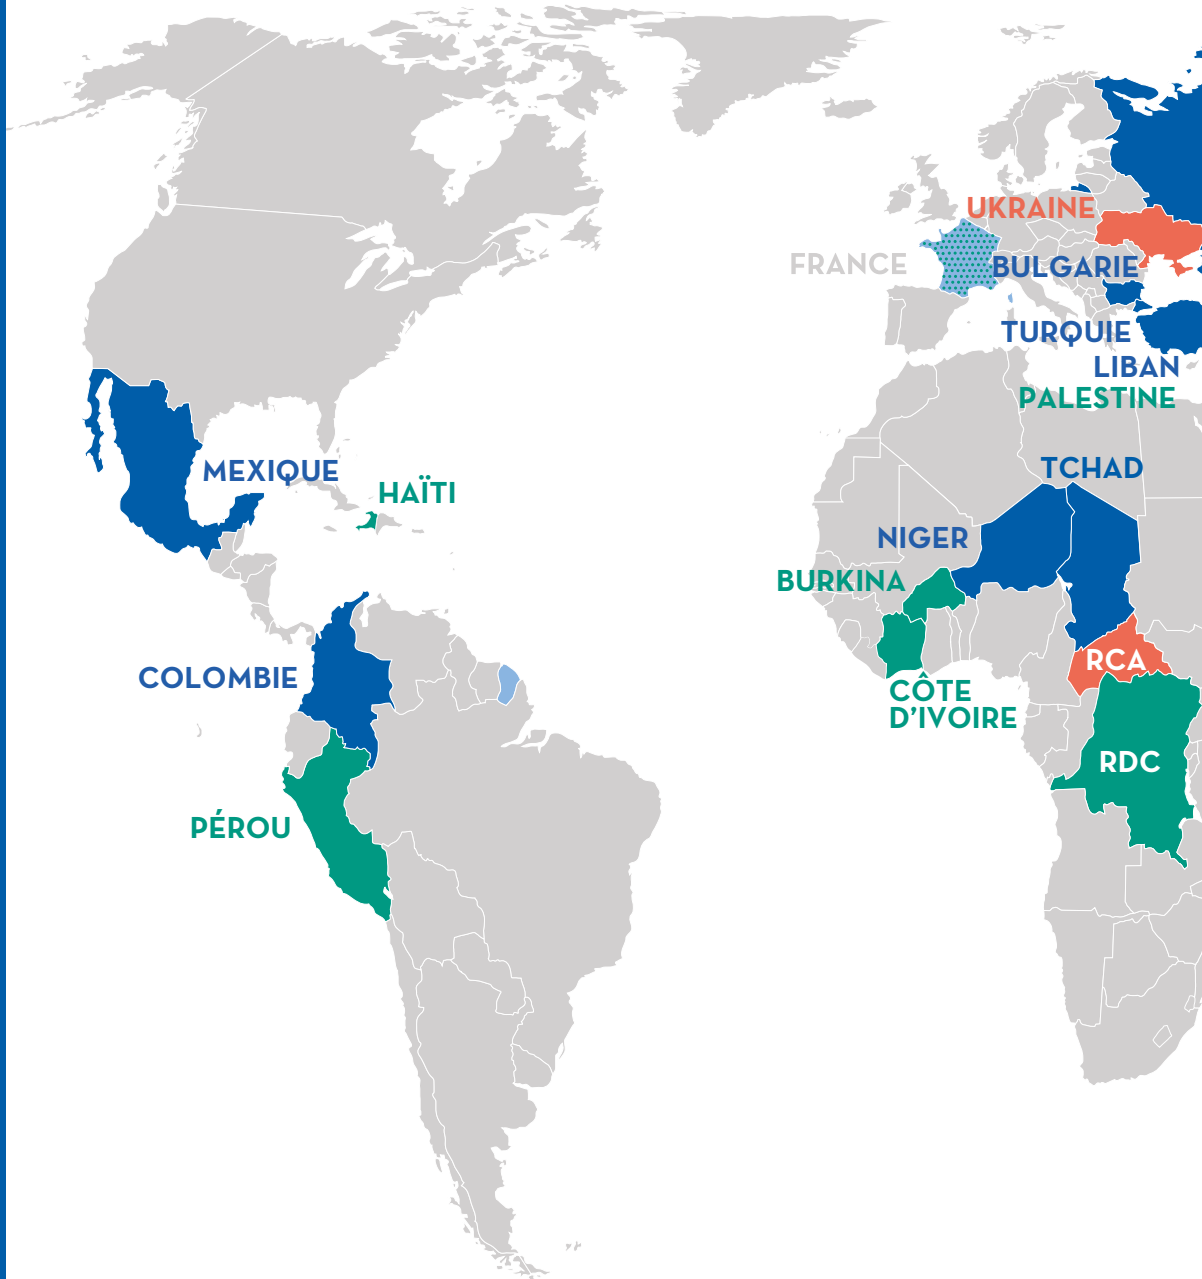 UKRAINE
FRANCE
BULGARIE
TURQUIE
LIBAN
PALESTINE
TCHAD
MEXIQUE
HAÏTI
NIGER
BURKINA
RCA
COLOMBIE
CÔTE
D'IVOIRE
RDC
PÉROU